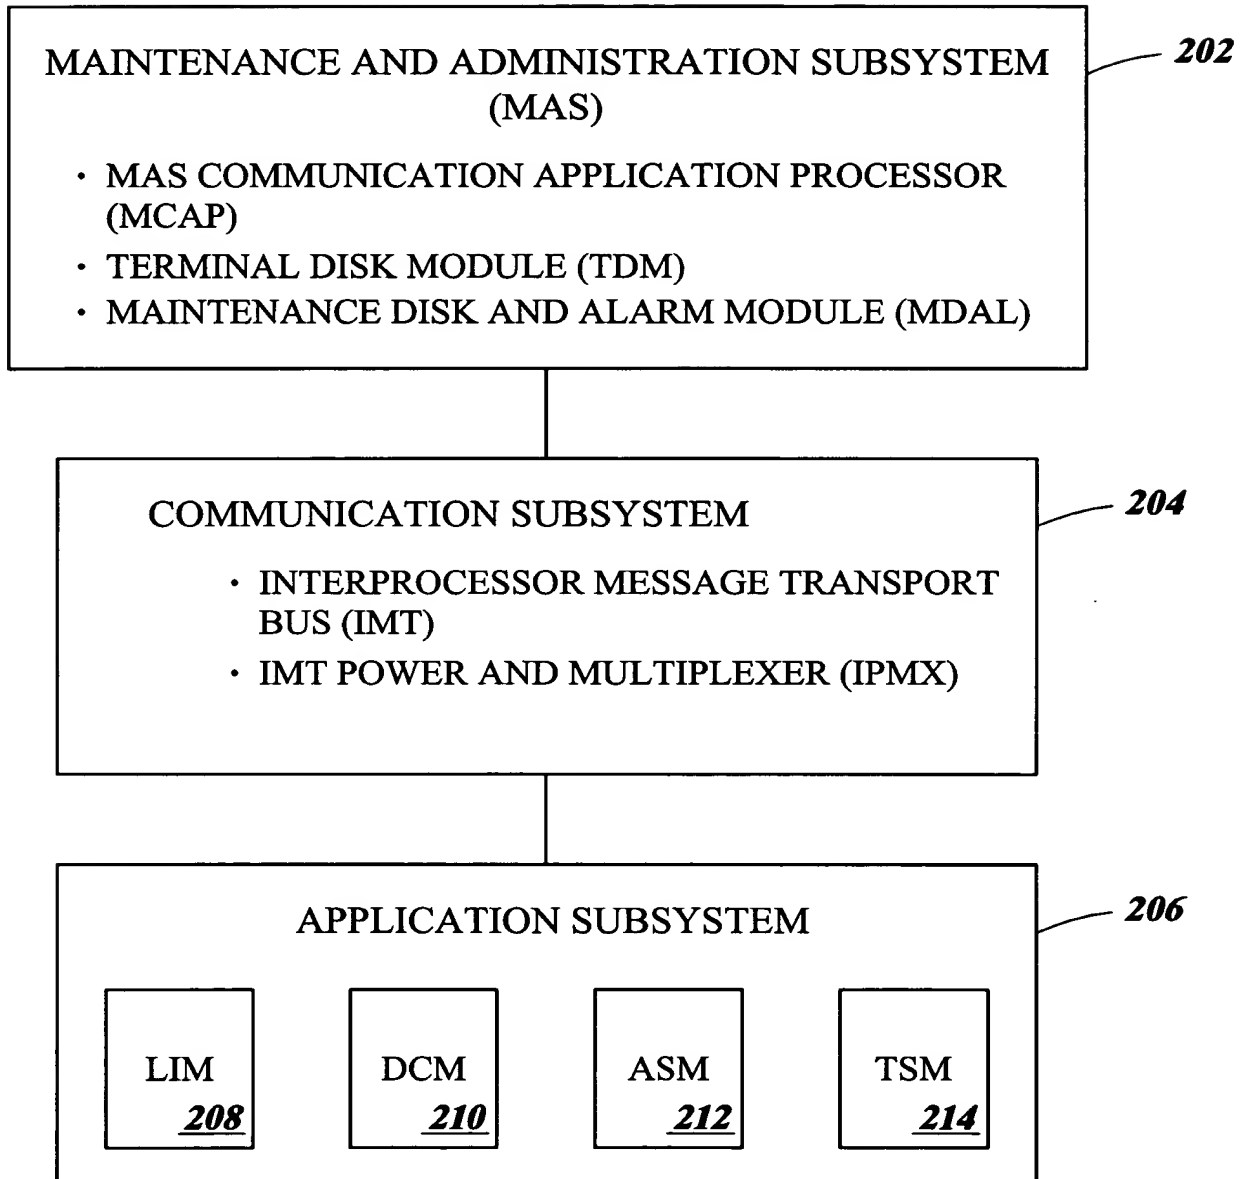 MAINTENANCE AND ADMINISTRATION SUBSYSTEM
(MAS)
202
· MAS COMMUNICATION APPLICATION PROCESSOR
(MCAP)
· TERMINAL DISK MODULE (TDM)
· MAINTENANCE DISK AND ALARM MODULE (MDAL)
COMMUNICATION SUBSYSTEM
204
· INTERPROCESSOR MESSAGE TRANSPORT
BUS (IMT)
· IMT POWER AND MULTIPLEXER (IPMX)
APPLICATION SUBSYSTEM
206
LIM
208
DCM
210
ASM
212
TSM
214